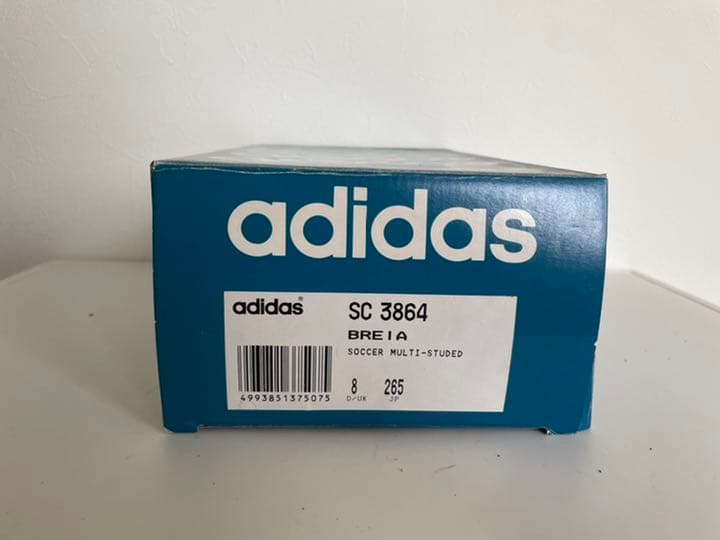 adidas
adidas®
SC 3864
BREIA
SOCCER MULTI-STUDED
4993851375075
8 265
D/UK JP